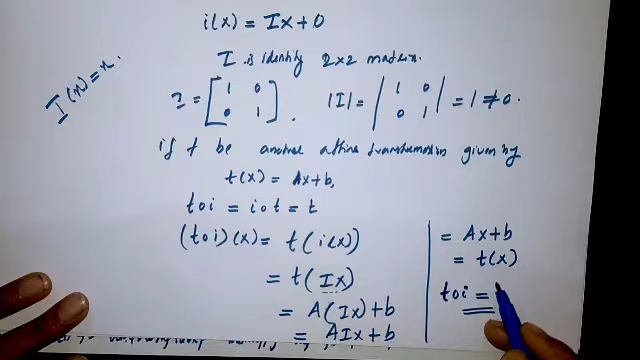 i(x) = Ix + 0
I is identity 2x2 matrix.
I(x) = x.
I = [ 1 0
0 1 ] . |I| = | 1 0
0 1 | = 1 ≠ 0.
if t be another affine transformation given by
t(x) = Ax + b,
toi = iot = t
(toi)(x) = t(i(x))
= t(Ix)
= A(Ix) + b
= AIx + b
= Ax + b
= t(x)
toi =